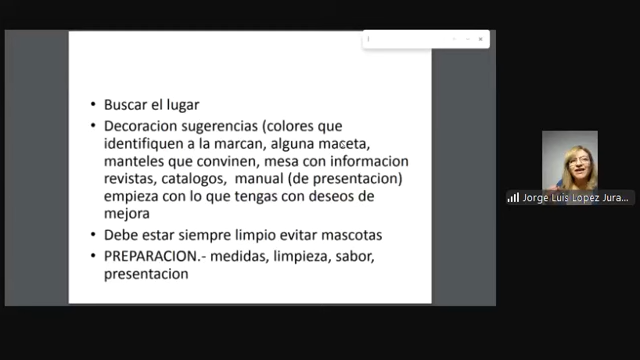 • Buscar el lugar
• Decoracion sugerencias (colores que
identifiquen a la marcan, alguna maceta,
manteles que convinen, mesa con informacion
revistas, catalogos, manual (de presentacion)
empieza con lo que tengas con deseos de
mejora
• Debe estar siempre limpio evitar mascotas
• PREPARACION.- medidas, limpieza, sabor,
presentacion
Jorge Luis Lopez Jura...